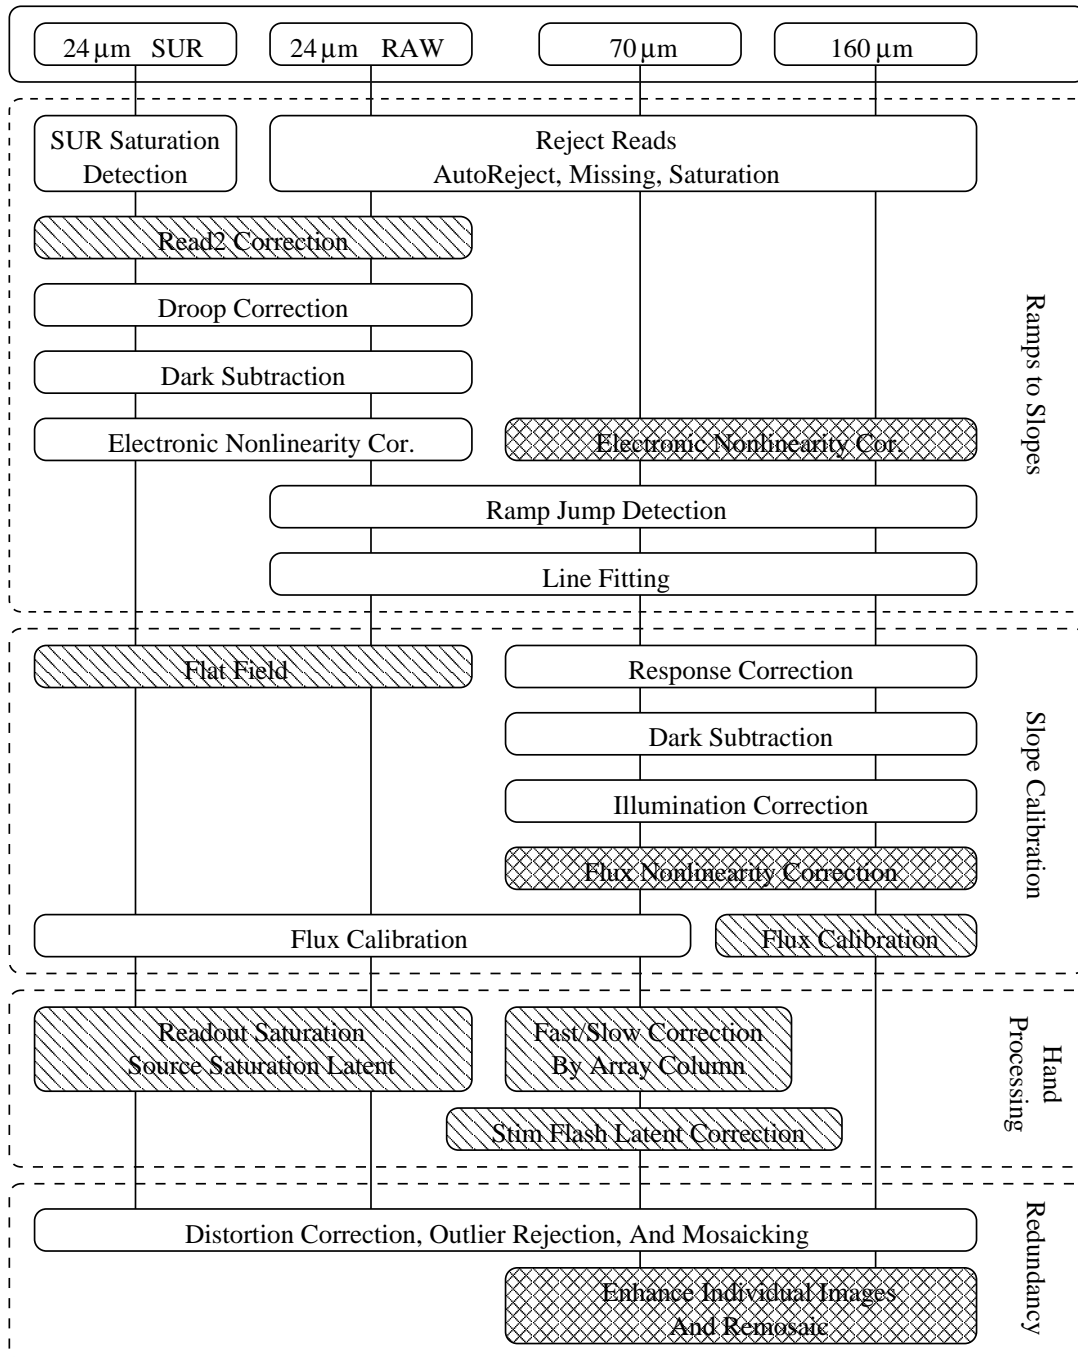 24 μm SUR
24 μm RAW
70 μm
160 μm
SUR Saturation
Detection
Reject Reads
AutoReject, Missing, Saturation
Read2 Correction
Droop Correction
Dark Subtraction
Electronic Nonlinearity Cor.
Electronic Nonlinearity Cor.
Ramp Jump Detection
Line Fitting
Ramps to Slopes
Flat Field
Response Correction
Dark Subtraction
Illumination Correction
Flux Nonlinearity Correction
Flux Calibration
Flux Calibration
Slope Calibration
Readout Saturation
Source Saturation Latent
Fast/Slow Correction
By Array Column
Stim Flash Latent Correction
Hand
Processing
Distortion Correction, Outlier Rejection, And Mosaicking
Enhance Individual Images
And Remosaic
Redundancy